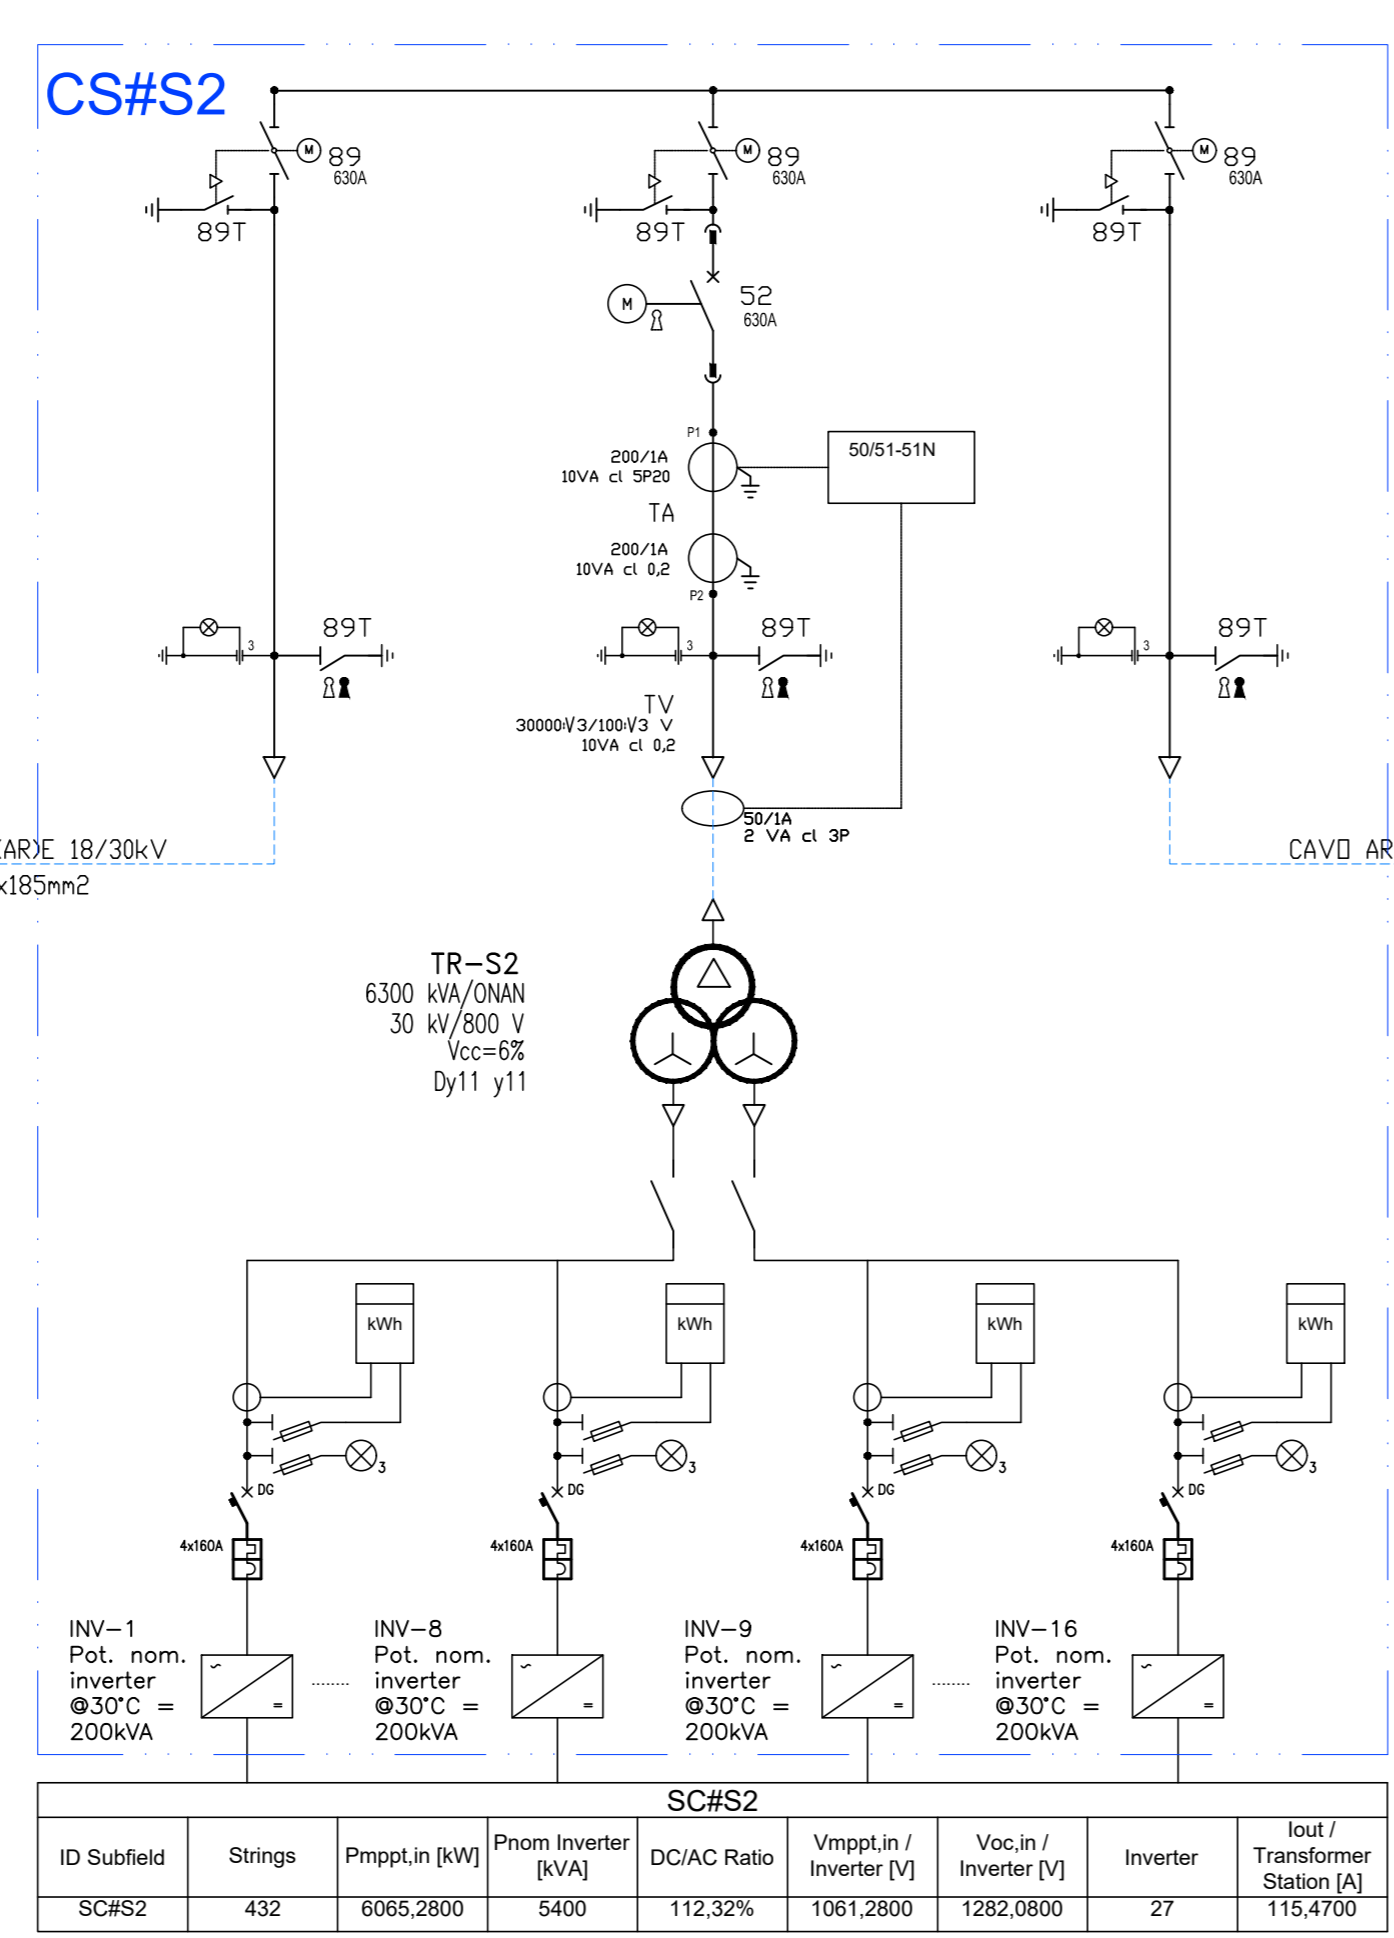 CS#S2
M 89 M 89 M 89
630A 630A 630A
89T 89T 89T
52
M 630A
P1
200/1A 50/51-51N
10VA cl 5P20
TA
200/1A
10VA cl 0,2
P2
89T 89T 89T
3 3 3
TV
30000:√3/100:√3 V
10VA cl 0,2
50/1A
2 VA cl 3P
(AR)E 18/30kV CAVO AR
x185mm2
TR-S2
6300 kVA/ONAN
30 kV/800 V
Vcc=6%
Dy11 y11
kWh kWh kWh kWh
3 3 3 3
DG DG DG DG
4x160A 4x160A 4x160A 4x160A
INV-1 INV-8 INV-9 INV-16
Pot. nom. Pot. nom. Pot. nom. Pot. nom.
inverter inverter inverter inverter
@30°C = @30°C = @30°C = @30°C =
200kVA 200kVA 200kVA 200kVA
SC#S2
ID Subfield Strings Pmppt,in [kW] Pnom Inverter [kVA] DC/AC Ratio Vmppt,in / Inverter [V] Voc,in / Inverter [V] Inverter Iout / Transformer Station [A]
SC#S2 432 6065,2800 5400 112,32% 1061,2800 1282,0800 27 115,4700